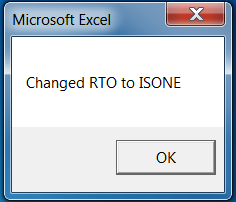 Microsoft Excel
Changed RTO to ISONE
OK